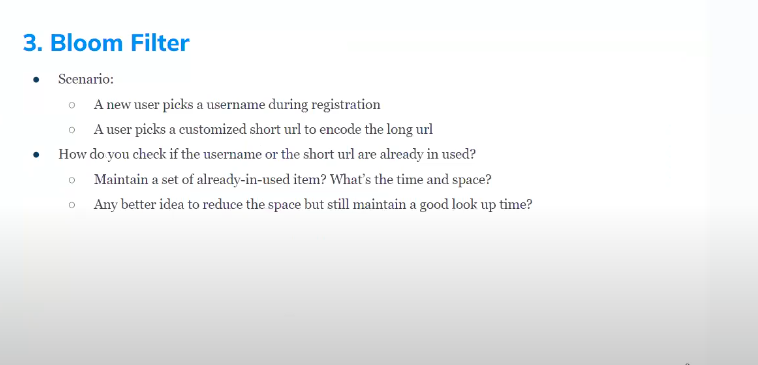 3. Bloom Filter
● Scenario:
○ A new user picks a username during registration
○ A user picks a customized short url to encode the long url
● How do you check if the username or the short url are already in used?
○ Maintain a set of already-in-used item? What's the time and space?
○ Any better idea to reduce the space but still maintain a good look up time?